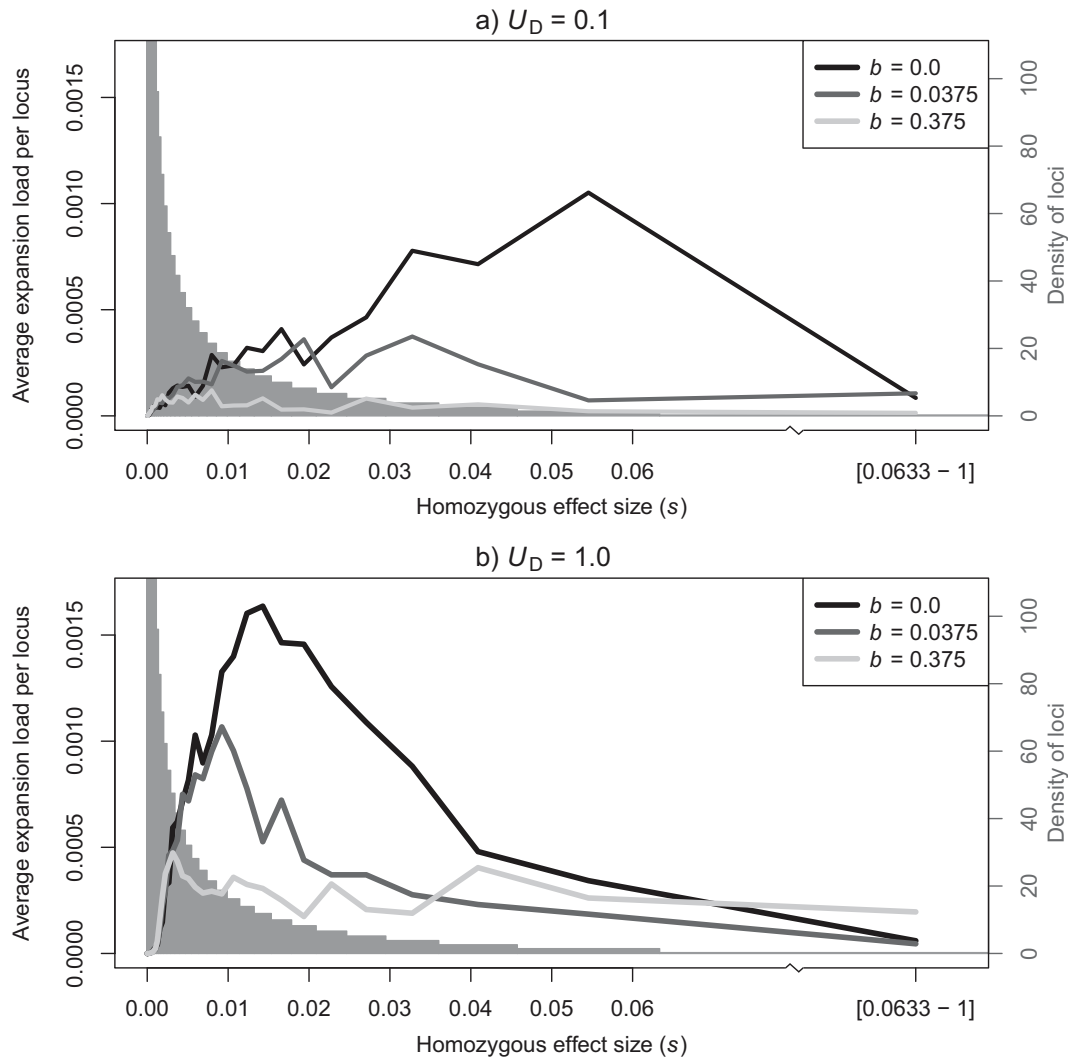 a) U_D = 0.1
Average expansion load per locus
0.0015
0.0010
0.0005
0.0000
b = 0.0
b = 0.0375
b = 0.375
100
80
60
40
20
0
Density of loci
0.00 0.01 0.02 0.03 0.04 0.05 0.06 [0.0633 − 1]
Homozygous effect size (s)
b) U_D = 1.0
Average expansion load per locus
0.0015
0.0010
0.0005
0.0000
b = 0.0
b = 0.0375
b = 0.375
100
80
60
40
20
0
Density of loci
0.00 0.01 0.02 0.03 0.04 0.05 0.06 [0.0633 − 1]
Homozygous effect size (s)